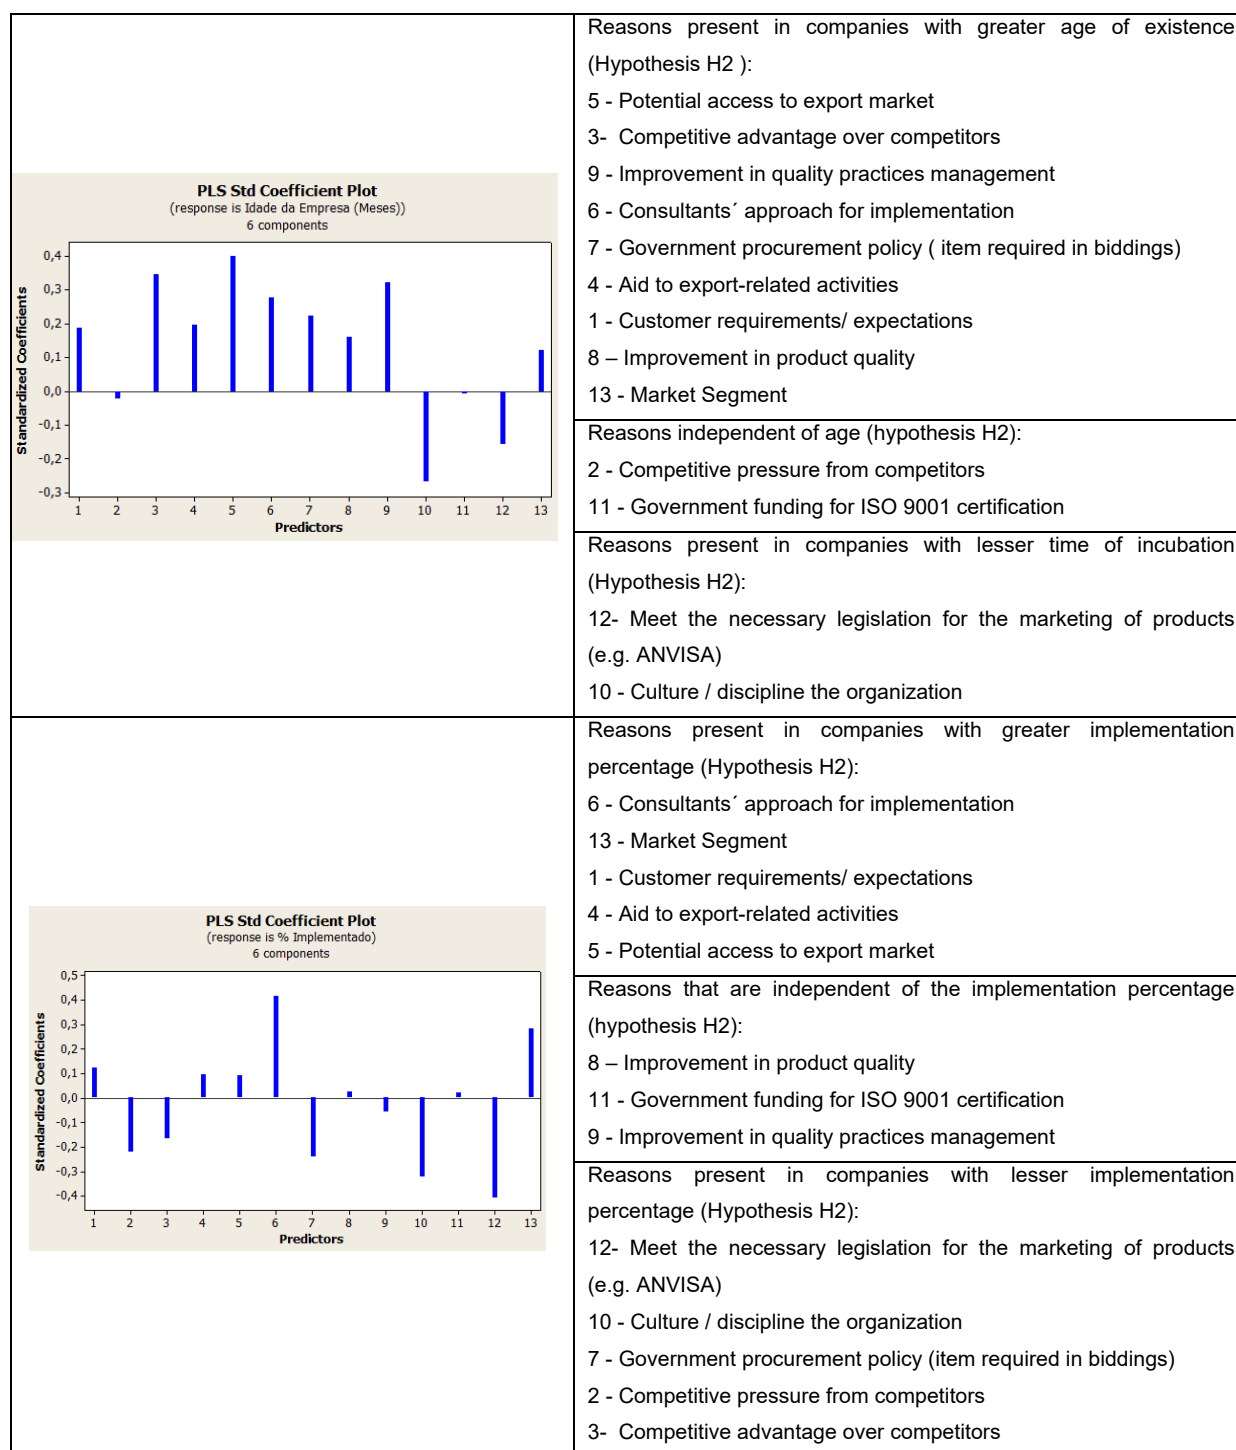 PLS Std Coefficient Plot
(response is Idade da Empresa (Meses))
6 components
Standardized Coefficients
0,4
0,3
0,2
0,1
0,0
-0,1
-0,2
-0,3
1 2 3 4 5 6 7 8 9 10 11 12 13
Predictors
Reasons present in companies with greater age of existence
(Hypothesis H2 ):
5 - Potential access to export market
3- Competitive advantage over competitors
9 - Improvement in quality practices management
6 - Consultants´ approach for implementation
7 - Government procurement policy ( item required in biddings)
4 - Aid to export-related activities
1 - Customer requirements/ expectations
8 – Improvement in product quality
13 - Market Segment
Reasons independent of age (hypothesis H2):
2 - Competitive pressure from competitors
11 - Government funding for ISO 9001 certification
Reasons present in companies with lesser time of incubation
(Hypothesis H2):
12- Meet the necessary legislation for the marketing of products
(e.g. ANVISA)
10 - Culture / discipline the organization
PLS Std Coefficient Plot
(response is % Implementado)
6 components
Standardized Coefficients
0,5
0,4
0,3
0,2
0,1
0,0
-0,1
-0,2
-0,3
-0,4
1 2 3 4 5 6 7 8 9 10 11 12 13
Predictors
Reasons present in companies with greater implementation
percentage (Hypothesis H2):
6 - Consultants´ approach for implementation
13 - Market Segment
1 - Customer requirements/ expectations
4 - Aid to export-related activities
5 - Potential access to export market
Reasons that are independent of the implementation percentage
(hypothesis H2):
8 – Improvement in product quality
11 - Government funding for ISO 9001 certification
9 - Improvement in quality practices management
Reasons present in companies with lesser implementation
percentage (Hypothesis H2):
12- Meet the necessary legislation for the marketing of products
(e.g. ANVISA)
10 - Culture / discipline the organization
7 - Government procurement policy (item required in biddings)
2 - Competitive pressure from competitors
3- Competitive advantage over competitors